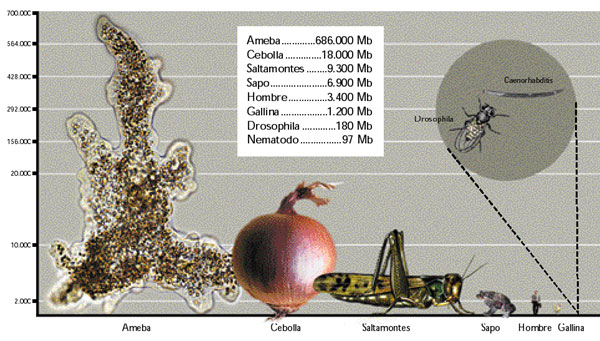 700.000
564.000
428.000
292.000
156.000
20.000
10.000
2.000
Ameba..............686.000 Mb
Cebolla ..............18.000 Mb
Saltamontes ........9.300 Mb
Sapo.....................6.900 Mb
Hombre................3.400 Mb
Gallina..................1.200 Mb
Drosophila ..............180 Mb
Nematodo................97 Mb
Caenorhabditis
Drosophila
Ameba Cebolla Saltamontes Sapo Hombre Gallina